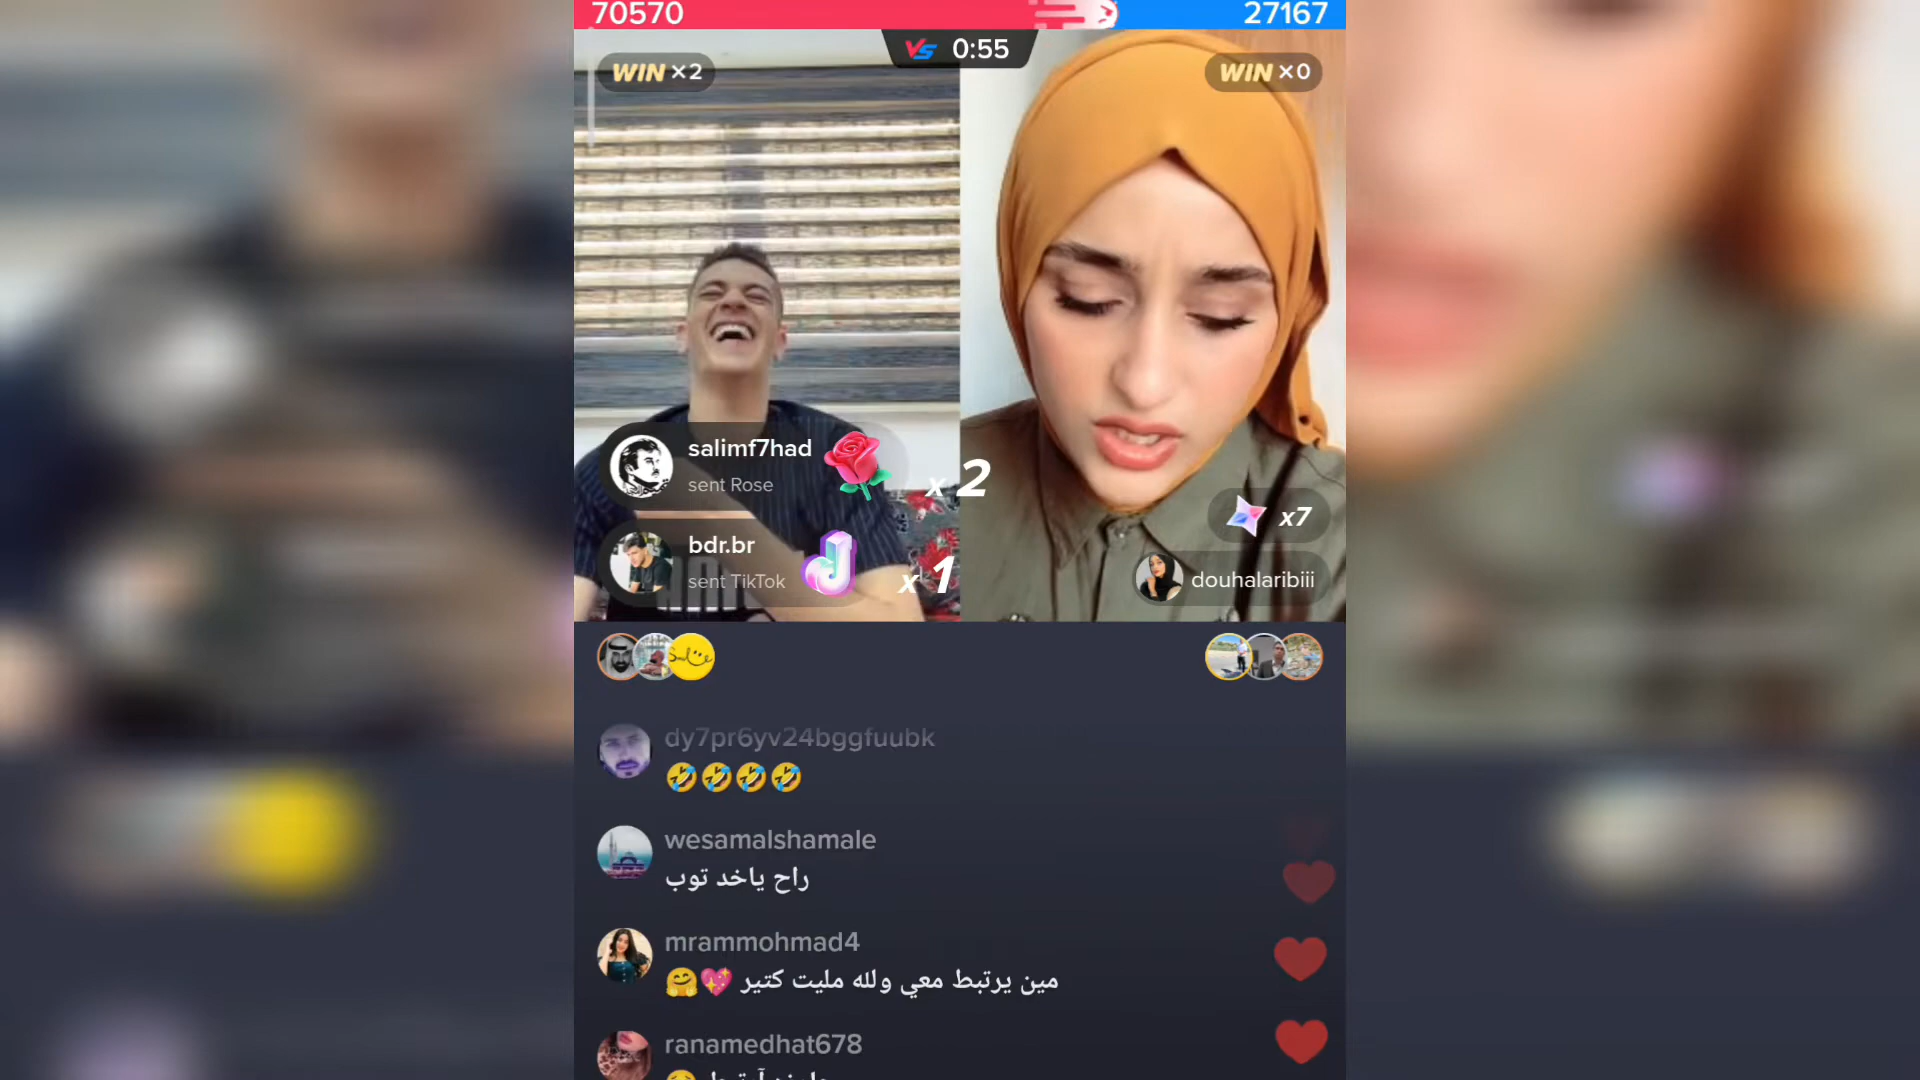 70570
27167
VS 0:55
WIN ×2
WIN ×0
salimf7had
sent Rose
x 2
bdr.br
sent TikTok
x 1
x7
douhalaribiii
dy7pr6yv24bggfuubk
🤣🤣🤣🤣
wesamalshamale
راح ياخد توب
mrammohmad4
مين يرتبط معي ولله مليت كتير 💖🤗
ranamedhat678